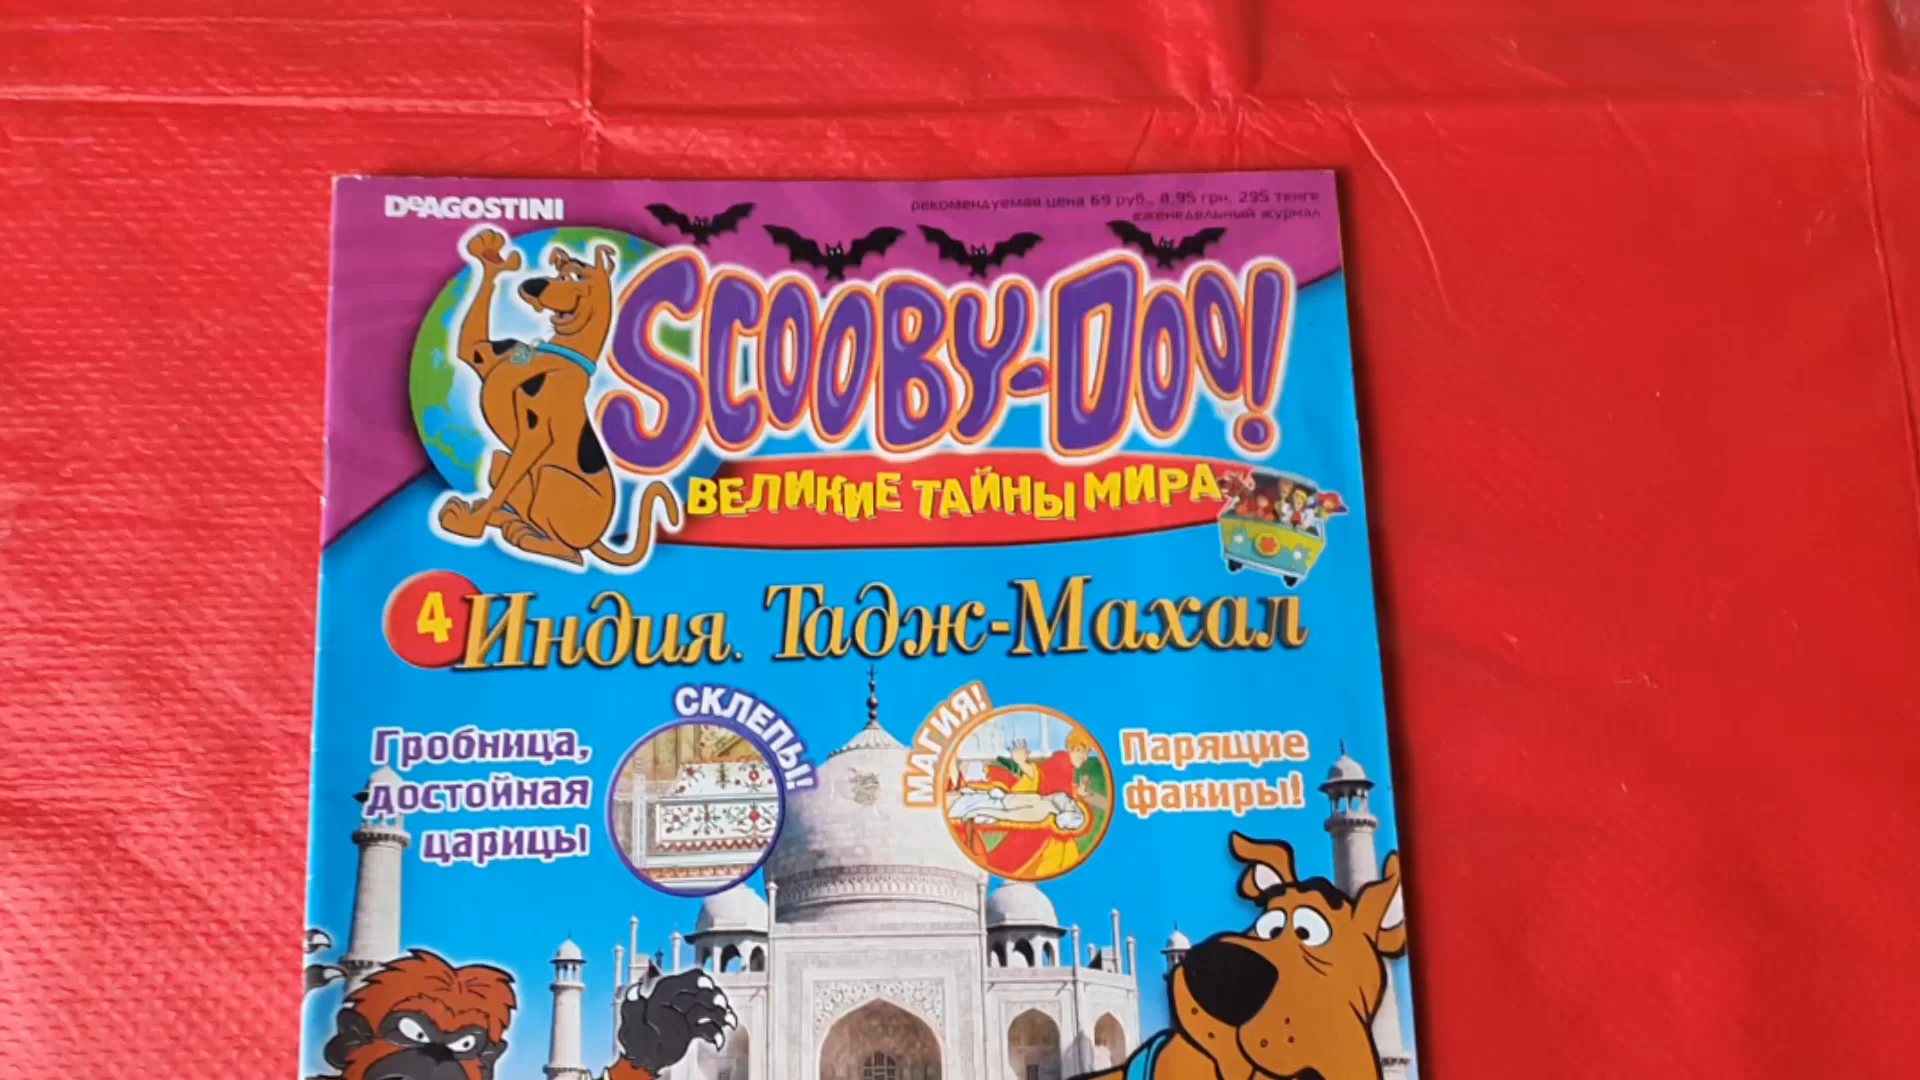 DeAGOSTINI
рекомендуемая цена 69 руб., 8,95 грн, 295 тенге
еженедельный журнал
SCOOBY-DOO!
ВЕЛИКИЕ ТАЙНЫ МИРА
4 Индия. Тадж-Махал
СКЛЕПЫ!
МАГИЯ!
Гробница,
достойная
царицы
Парящие
факиры!